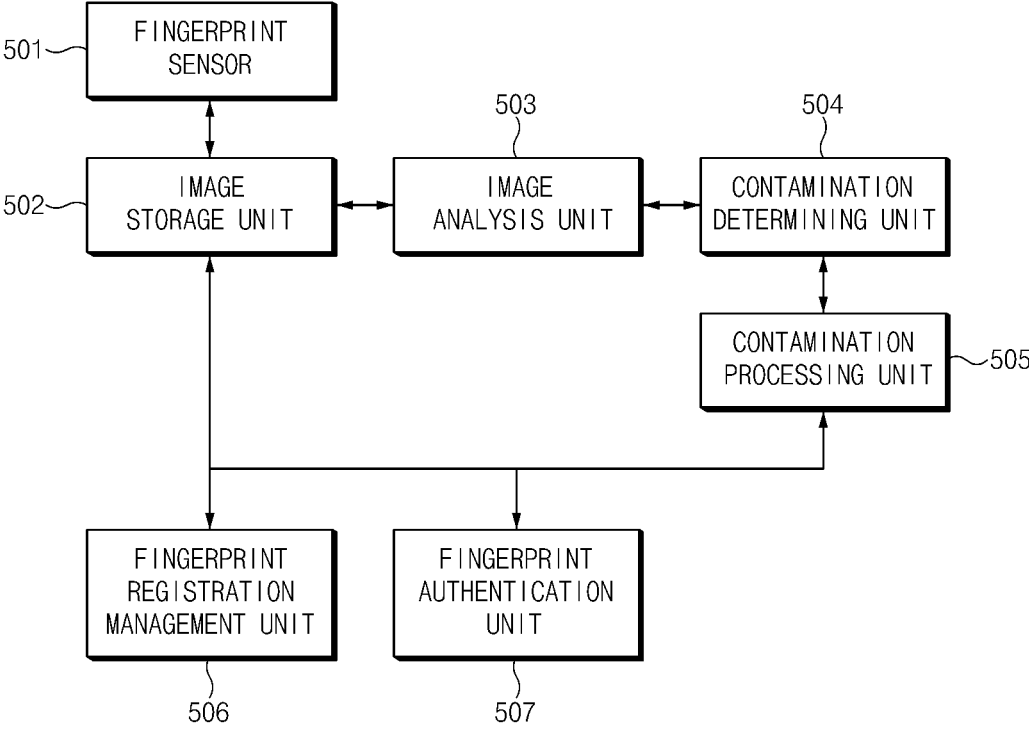 501
FINGERPRINT
SENSOR
503
504
502
IMAGE
STORAGE UNIT
IMAGE
ANALYSIS UNIT
CONTAMINATION
DETERMINING UNIT
CONTAMINATION
PROCESSING UNIT
505
FINGERPRINT
REGISTRATION
MANAGEMENT UNIT
FINGERPRINT
AUTHENTICATION
UNIT
506
507